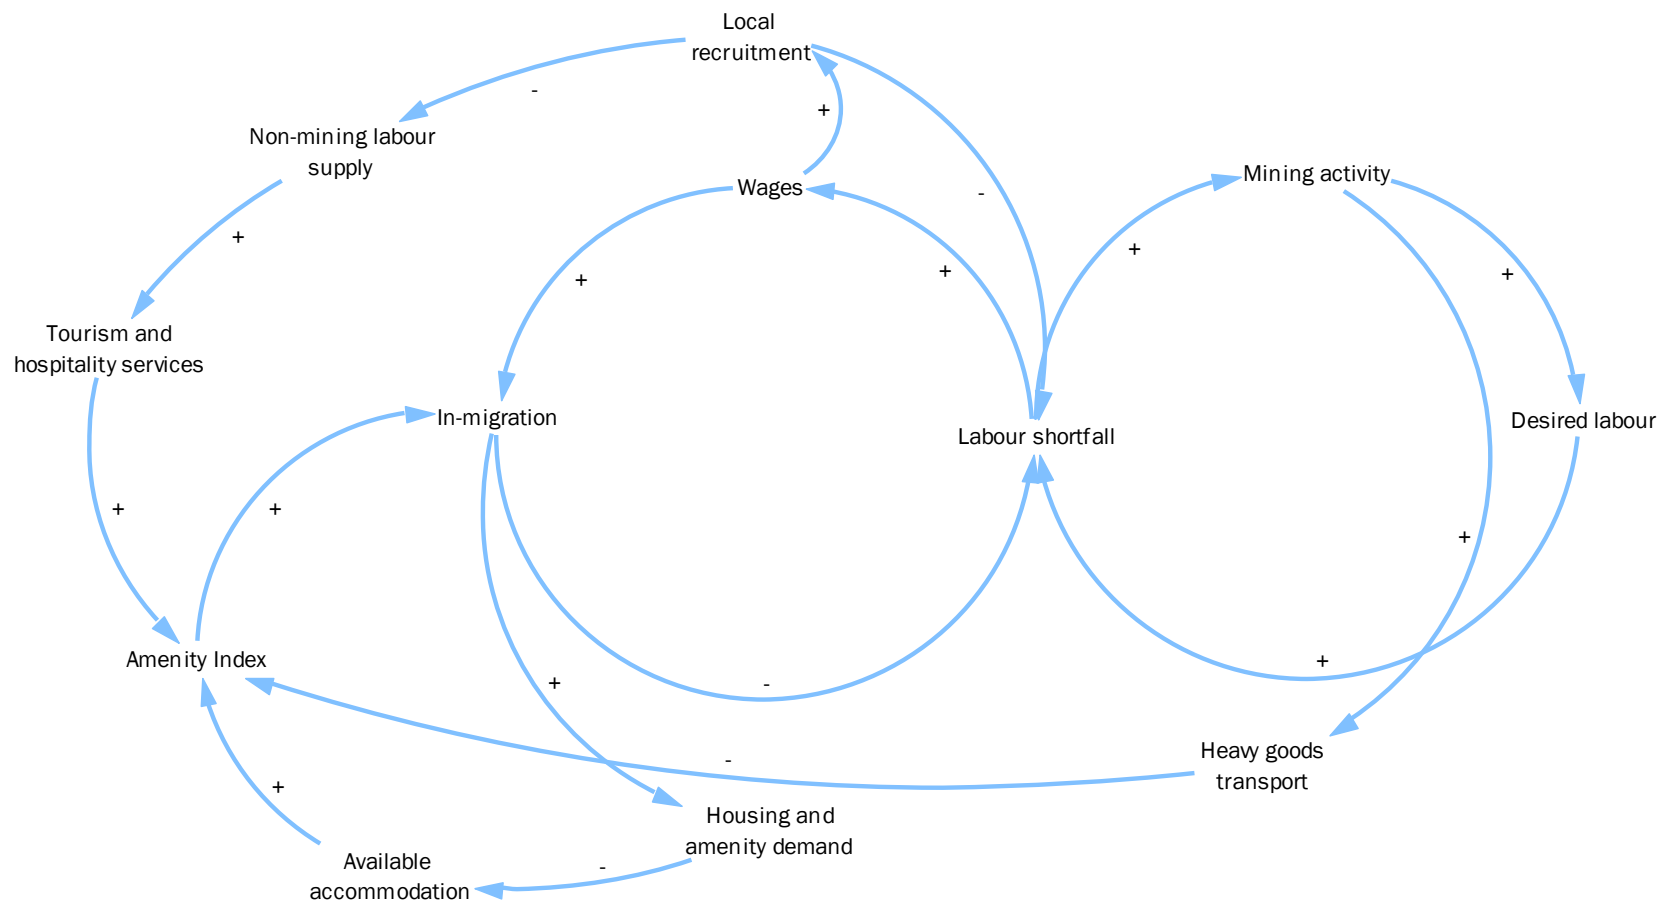 Local
recruitment
-
Non-mining labour
supply
+
Wages
-
Mining activity
+
+
+
+
+
Tourism and
hospitality services
In-migration
Labour shortfall
Desired labour
+
+
+
Amenity Index
+
-
+
-
Heavy goods
transport
+
Housing and
amenity demand
-
Available
accommodation